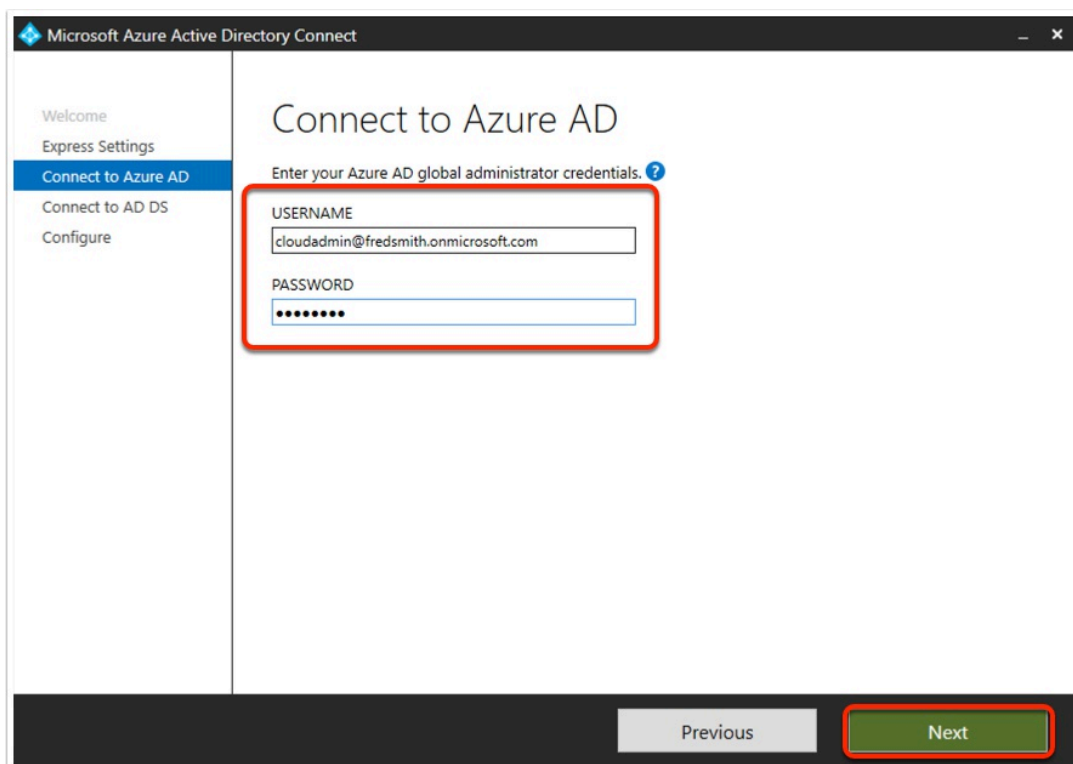 Microsoft Azure Active Directory Connect
Welcome
Express Settings
Connect to Azure AD
Connect to AD DS
Configure
Connect to Azure AD
Enter your Azure AD global administrator credentials. ?
USERNAME
cloudadmin@fredsmith.onmicrosoft.com
PASSWORD
••••••••
Previous
Next